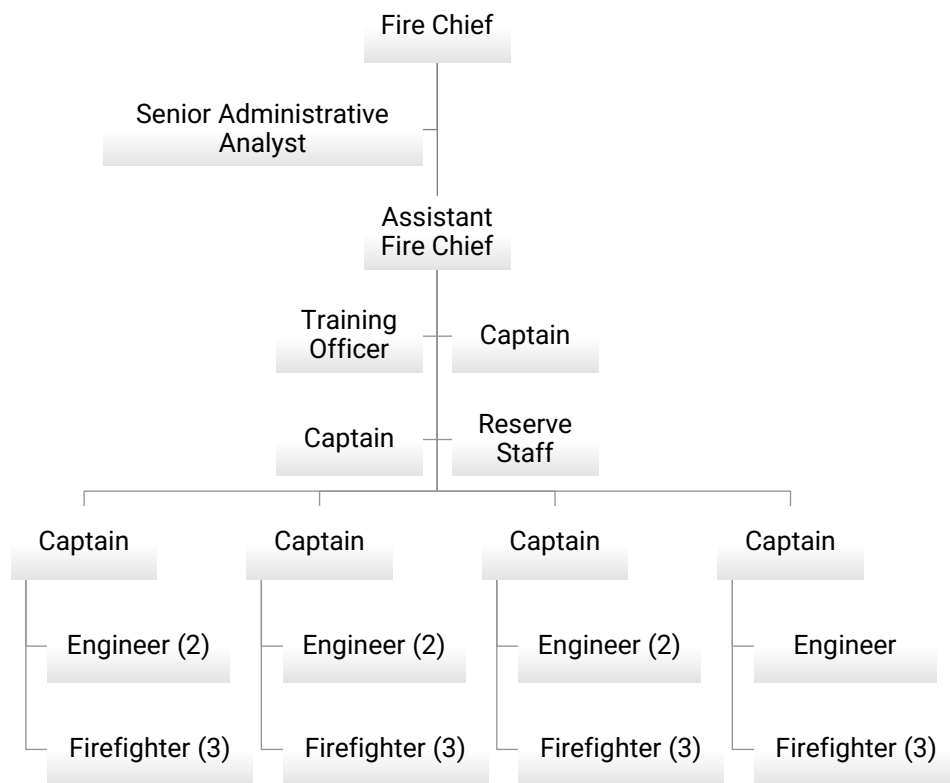 Fire Chief
Senior Administrative
Analyst
Assistant
Fire Chief
Training
Officer
Captain
Captain
Reserve
Staff
Captain
Captain
Captain
Captain
Engineer (2)
Engineer (2)
Engineer (2)
Engineer
Firefighter (3)
Firefighter (3)
Firefighter (3)
Firefighter (3)